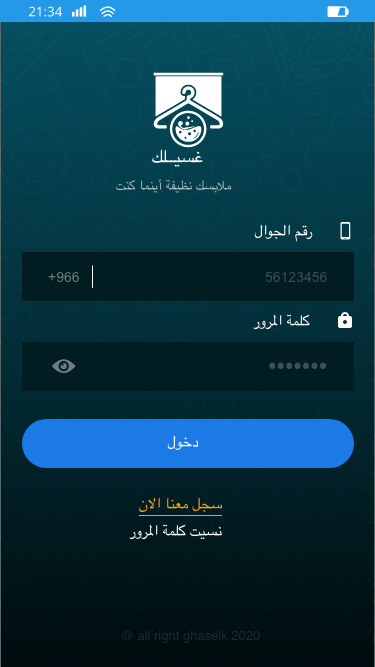 21:34
غسيـلك
ملابسك نظيفة أينما كنت
رقم الجوال
+966 56123456
كلمة المرور
دخول
سجل معنا الان
نسيت كلمة المرور
@ all right ghaselk 2020